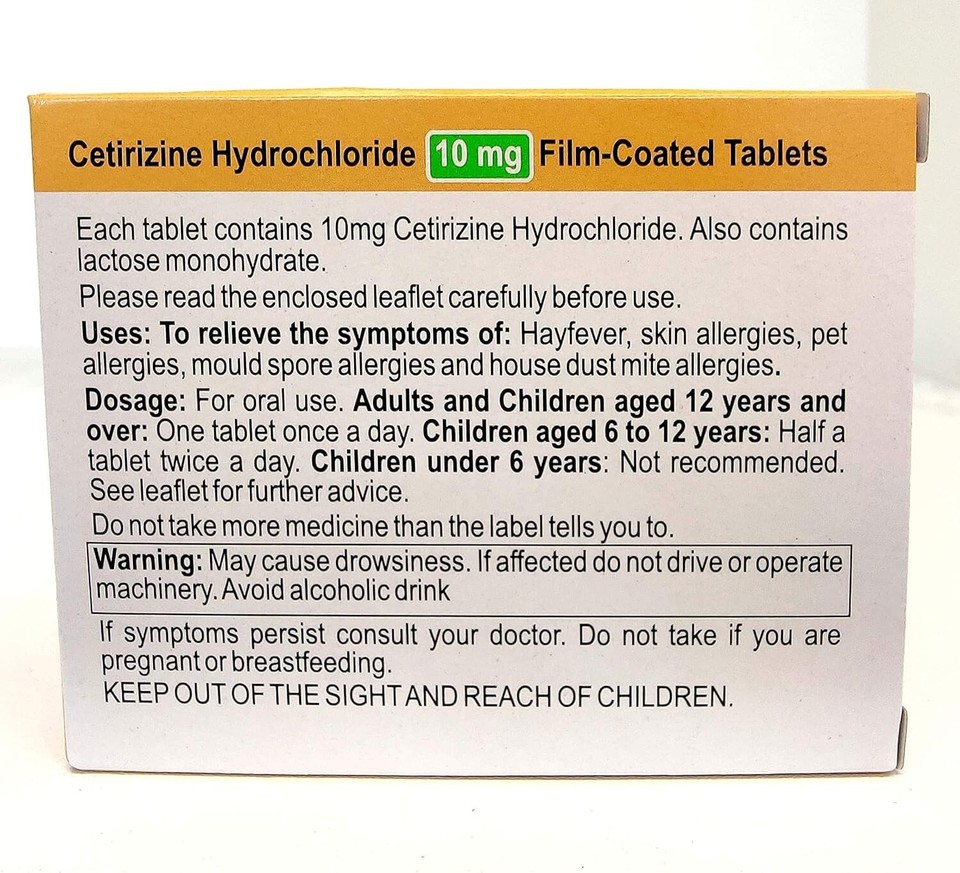 Cetirizine Hydrochloride 10 mg Film-Coated Tablets
Each tablet contains 10mg Cetirizine Hydrochloride. Also contains
lactose monohydrate.
Please read the enclosed leaflet carefully before use.
Uses: To relieve the symptoms of: Hayfever, skin allergies, pet
allergies, mould spore allergies and house dust mite allergies.
Dosage: For oral use. Adults and Children aged 12 years and
over: One tablet once a day. Children aged 6 to 12 years: Half a
tablet twice a day. Children under 6 years: Not recommended.
See leaflet for further advice.
Do not take more medicine than the label tells you to.
Warning: May cause drowsiness. If affected do not drive or operate
machinery. Avoid alcoholic drink
If symptoms persist consult your doctor. Do not take if you are
pregnant or breastfeeding.
KEEP OUT OF THE SIGHT AND REACH OF CHILDREN.